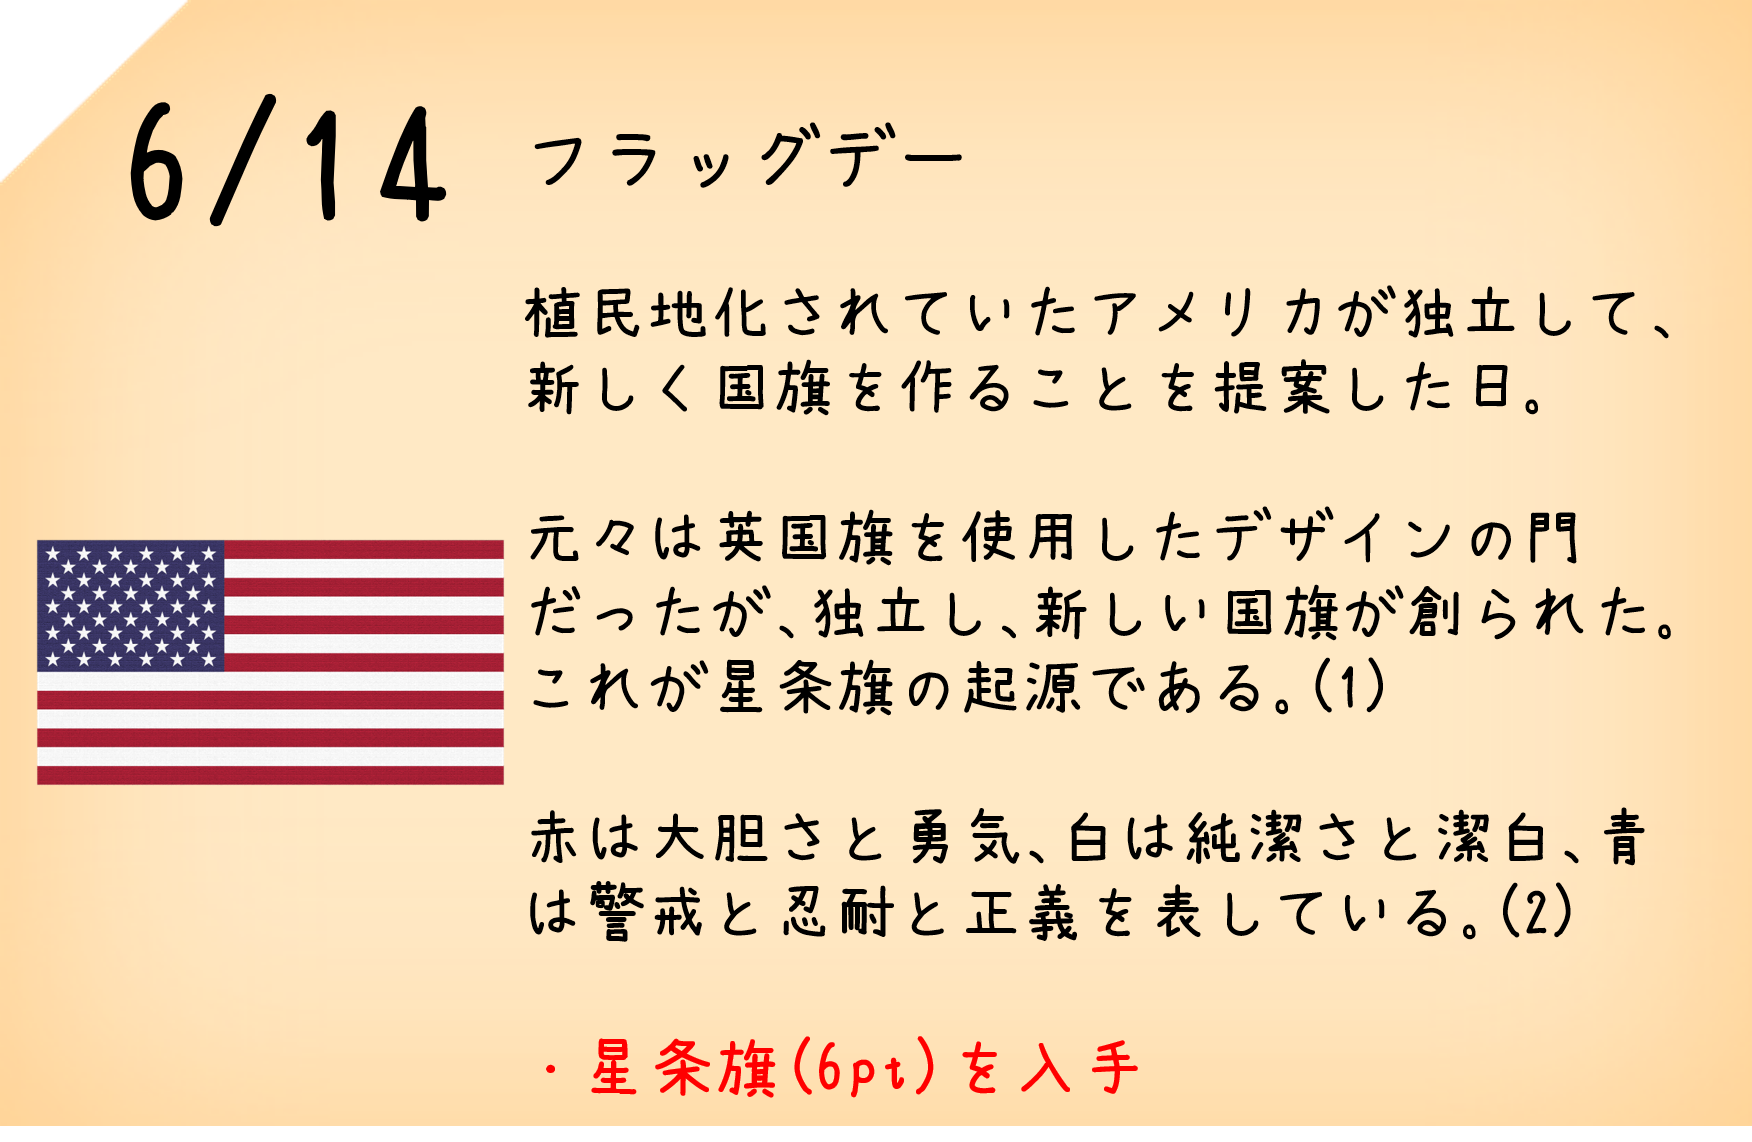 6/14 フラッグデー
植民地化されていたアメリカが独立して、
新しく国旗を作ることを提案した日。
元々は英国旗を使用したデザインの門
だったが、独立し、新しい国旗が創られた。
これが星条旗の起源である。(1)
赤は大胆さと勇気、白は純潔さと潔白、青
は警戒と忍耐と正義を表している。(2)
・星条旗(6pt)を入手